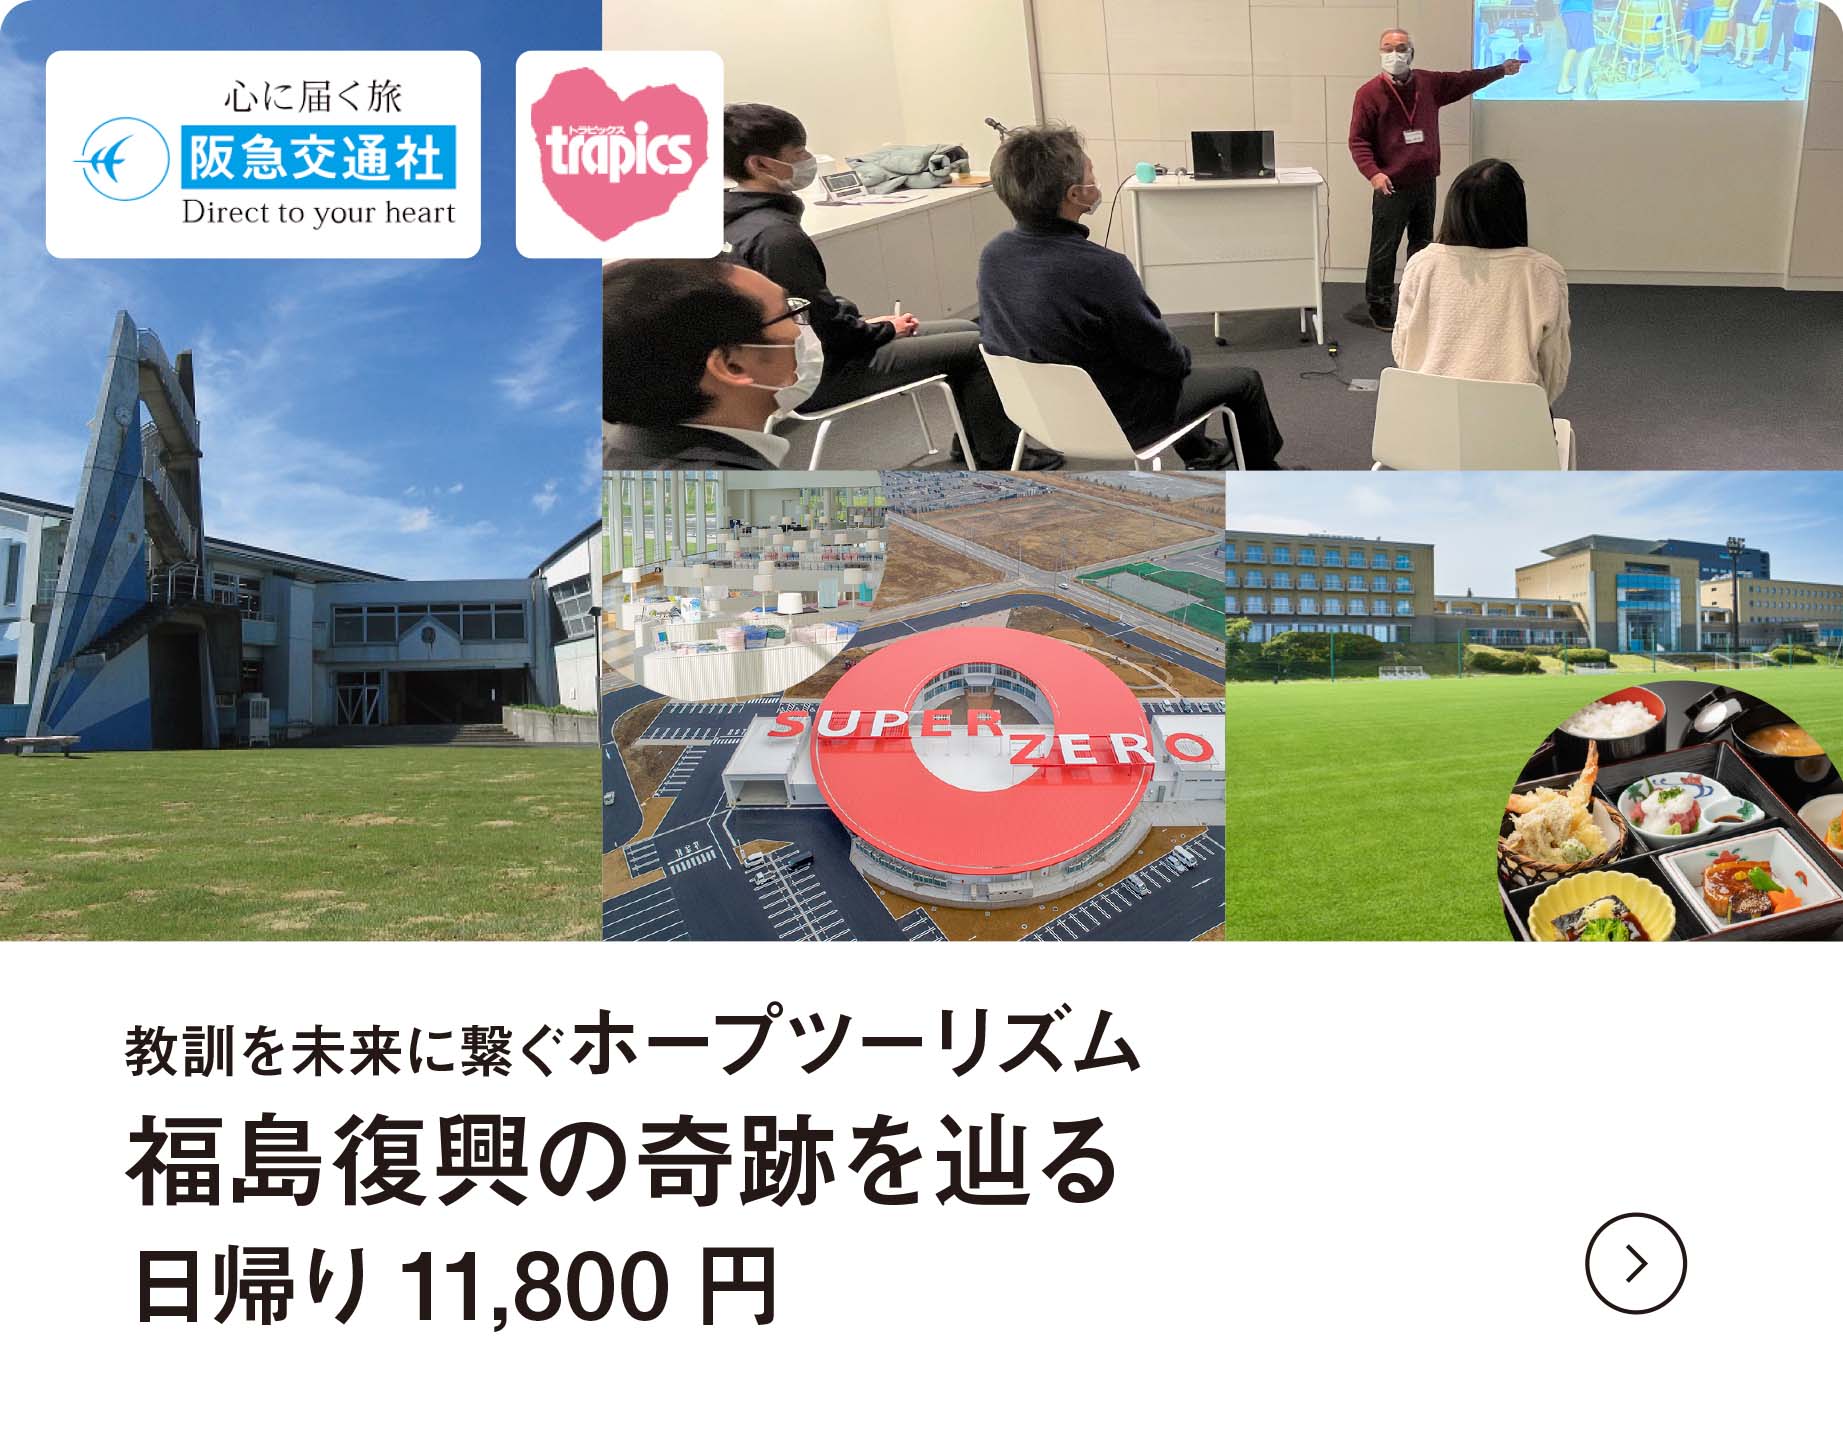 心に届く旅
阪急交通社
Direct to your heart
トラピックス
trapics
SUPER
ZERO
教訓を未来に繋ぐホープツーリズム
福島復興の奇跡を辿る
日帰り 11,800 円